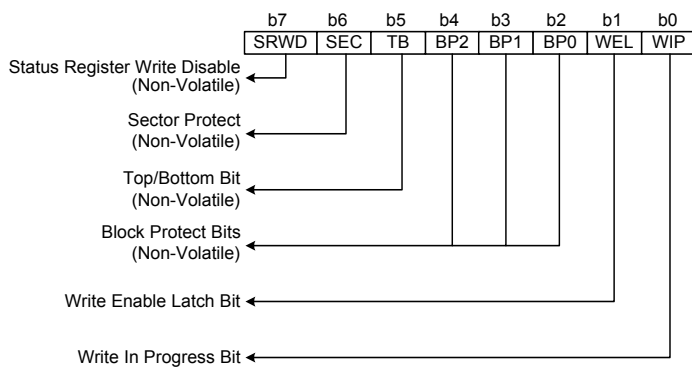 b7 b6 b5 b4 b3 b2 b1 b0
SRWD SEC TB BP2 BP1 BP0 WEL WIP
Status Register Write Disable
(Non-Volatile)
Sector Protect
(Non-Volatile)
Top/Bottom Bit
(Non-Volatile)
Block Protect Bits
(Non-Volatile)
Write Enable Latch Bit
Write In Progress Bit